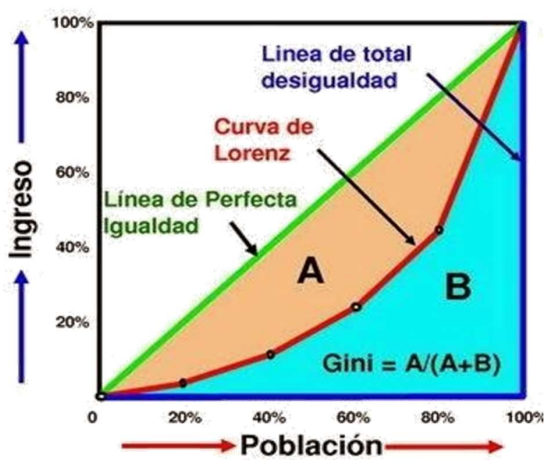 100%
80%
60%
40%
20%
Ingreso
Linea de total
desigualdad
Curva de
Lorenz
Línea de Perfecta
Igualdad
A
B
Gini = A/(A+B)
0
20%
40%
60%
80%
100%
Población